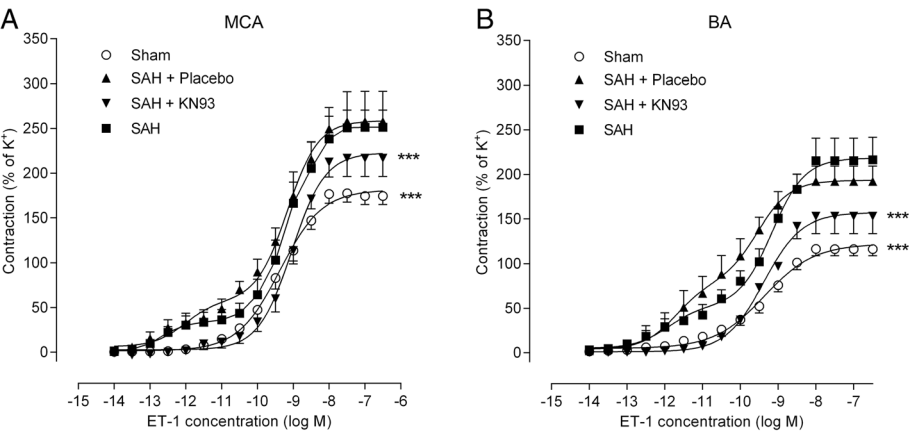 A
MCA
350
300
250
200
150
100
50
0
Contraction (% of K⁺)
Sham
SAH + Placebo
SAH + KN93
SAH
***
***
-15 -14 -13 -12 -11 -10 -9 -8 -7 -6
ET-1 concentration (log M)
B
BA
350
300
250
200
150
100
50
0
Contraction (% of K⁺)
Sham
SAH + Placebo
SAH + KN93
SAH
***
***
-15 -14 -13 -12 -11 -10 -9 -8 -7
ET-1 concentration (log M)